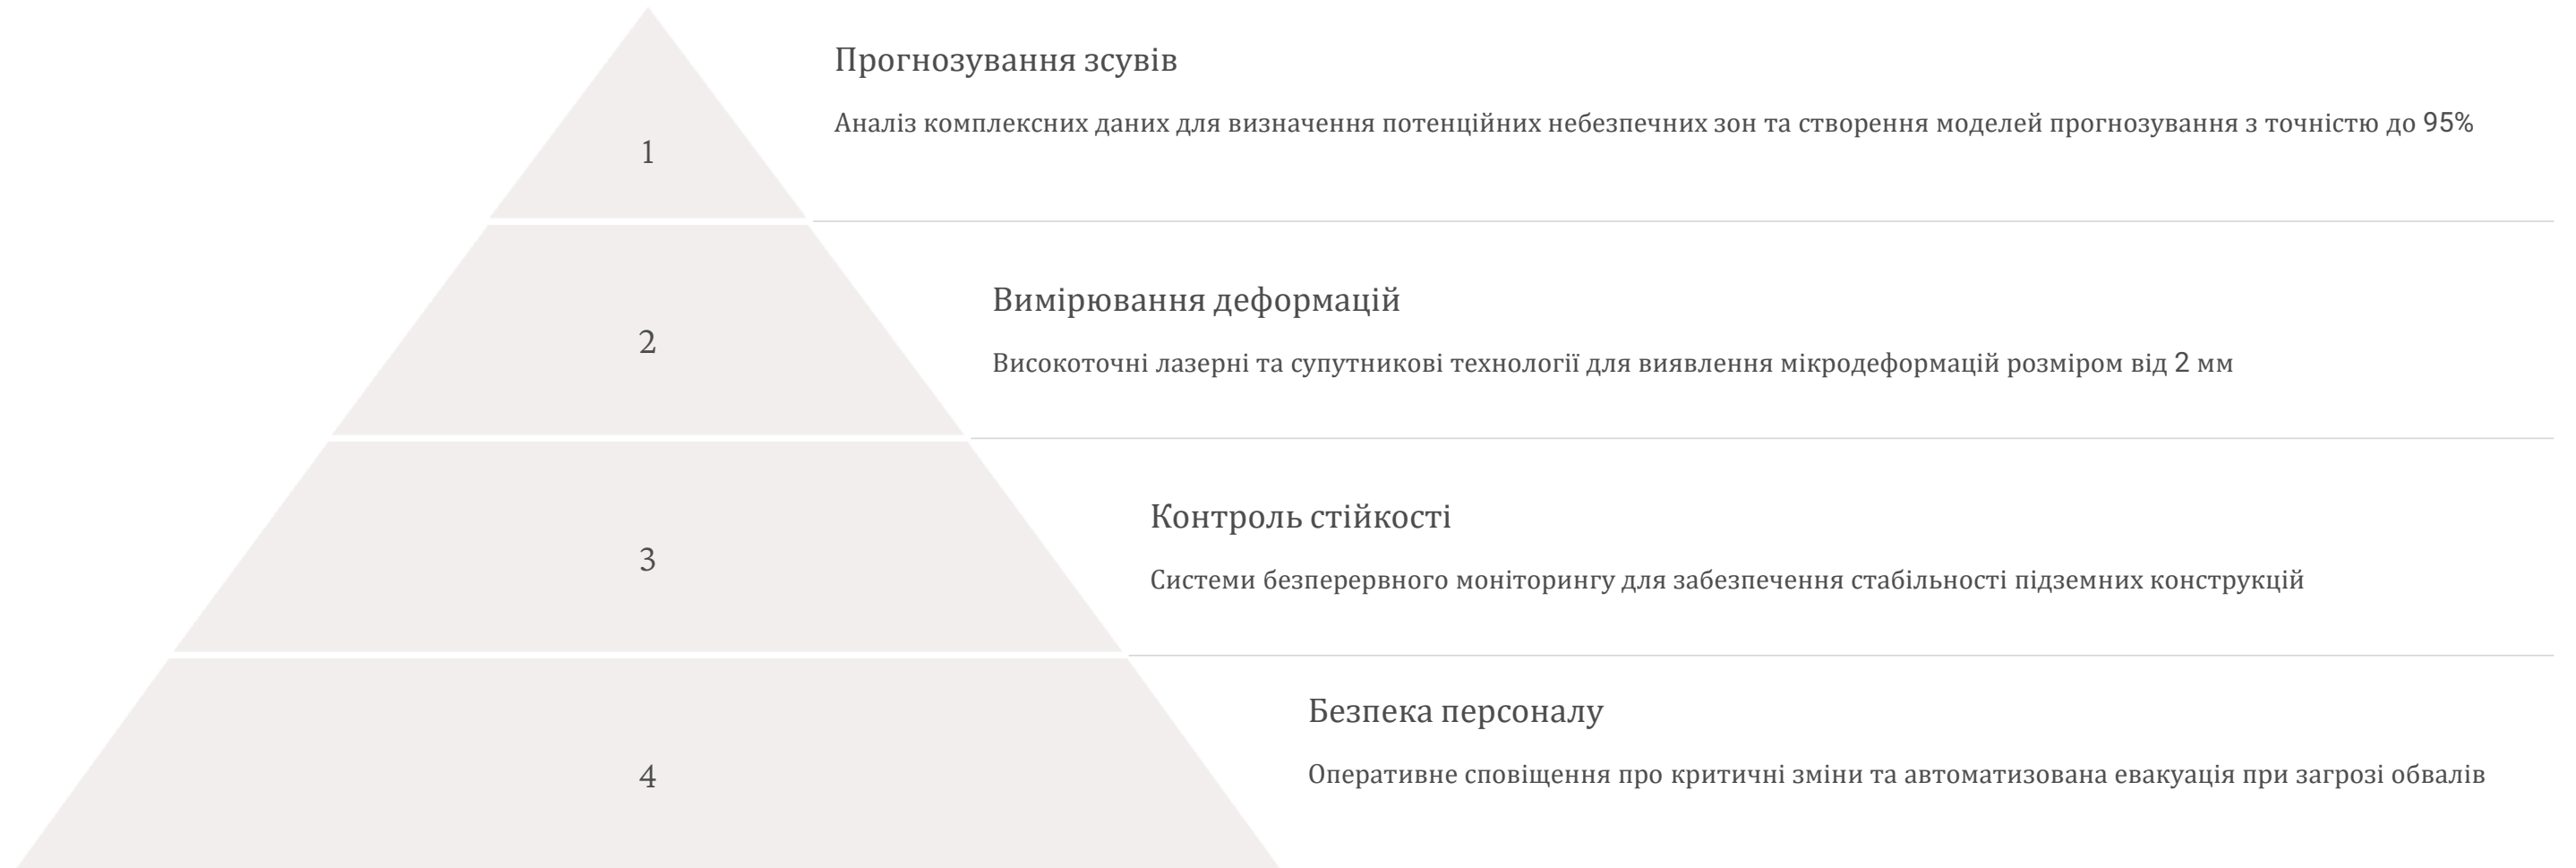 Прогнозування зсувів
Аналіз комплексних даних для визначення потенційних небезпечних зон та створення моделей прогнозування з точністю до 95%
1
Вимірювання деформацій
2
Високоточні лазерні та супутникові технології для виявлення мікродеформацій розміром від 2 мм
Контроль стійкості
3
Системи безперервного моніторингу для забезпечення стабільності підземних конструкцій
Безпека персоналу
4
Оперативне сповіщення про критичні зміни та автоматизована евакуація при загрозі обвалів